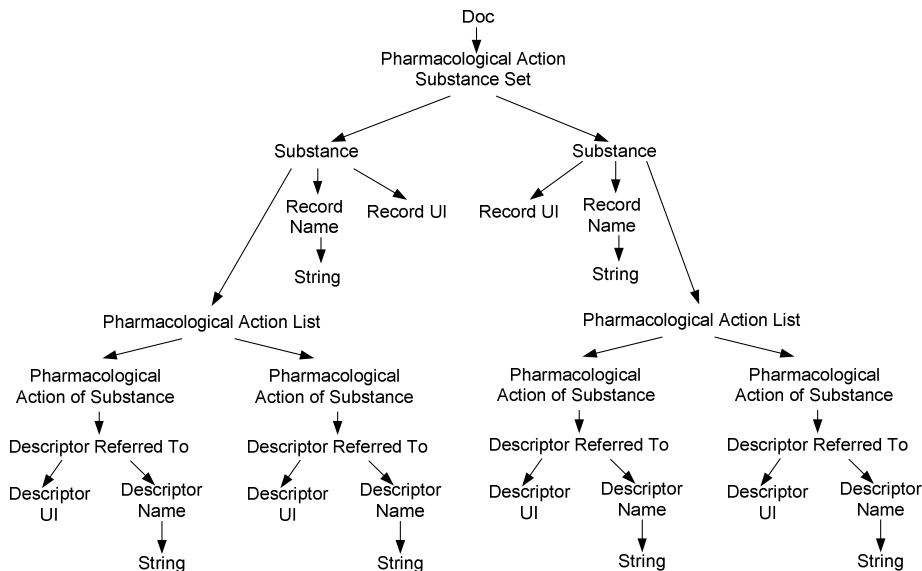 Doc
Pharmacological Action
Substance Set
Substance
Substance
Record
Name
Record UI
Record UI
Record
Name
String
String
Pharmacological Action List
Pharmacological Action List
Pharmacological
Action of Substance
Pharmacological
Action of Substance
Pharmacological
Action of Substance
Pharmacological
Action of Substance
Descriptor Referred To
Descriptor Referred To
Descriptor Referred To
Descriptor Referred To
Descriptor
UI
Descriptor
Name
Descriptor
UI
Descriptor
Name
Descriptor
UI
Descriptor
Name
Descriptor
UI
Descriptor
Name
String
String
String
String